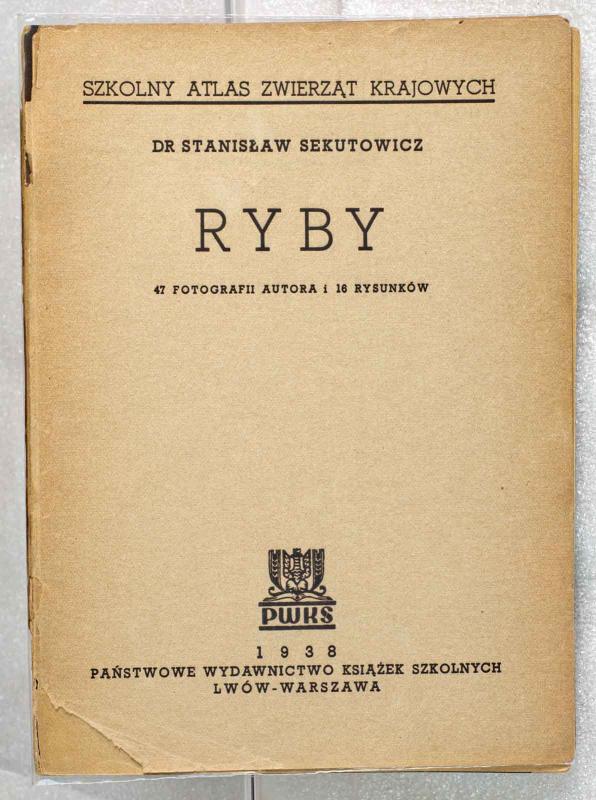 SZKOLNY ATLAS ZWIERZĄT KRAJOWYCH
DR STANISŁAW SEKUTOWICZ
RYBY
47 FOTOGRAFII AUTORA i 16 RYSUNKÓW
PWKS
1938
PAŃSTWOWE WYDAWNICTWO KSIĄŻEK SZKOLNYCH
LWÓW-WARSZAWA